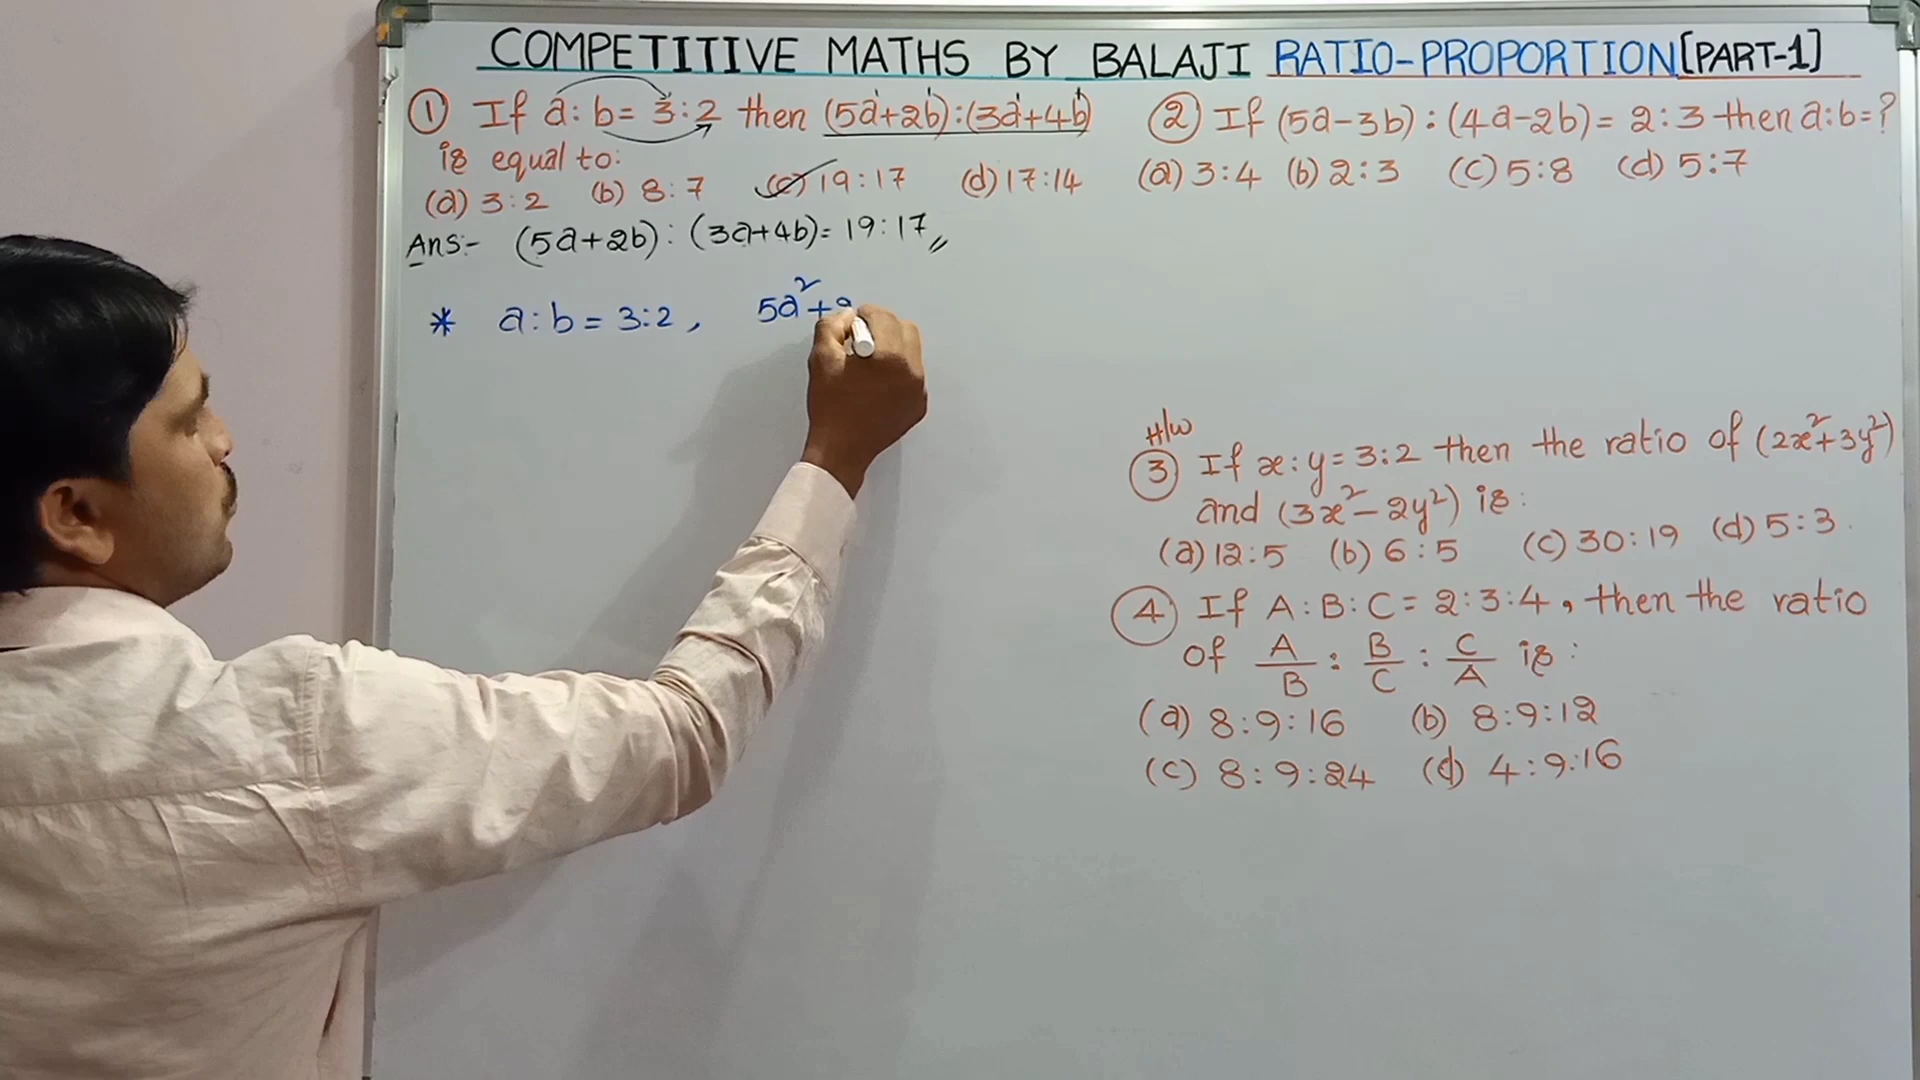 COMPETITIVE MATHS BY BALAJI RATIO-PROPORTION[PART-1]
① If a:b= 3:2 then (5a+2b):(3a+4b)
is equal to:
(a) 3:2 (b) 8:7 (c) 19:17 (d) 17:14
Ans:- (5a+2b): (3a+4b)= 19:17
* a:b = 3:2, 5a²+
② If (5a-3b):(4a-2b)= 2:3 then a:b=?
(a) 3:4 (b) 2:3 (c) 5:8 (d) 5:7
H/W
③ If x:y=3:2 then the ratio of (2x²+3y²)
and (3x²-2y²) is:
(a) 12:5 (b) 6:5 (c) 30:19 (d) 5:3
④ If A:B:C= 2:3:4, then the ratio
of A/B : B/C : C/A is:
(a) 8:9:16 (b) 8:9:12
(c) 8:9:24 (d) 4:9:16